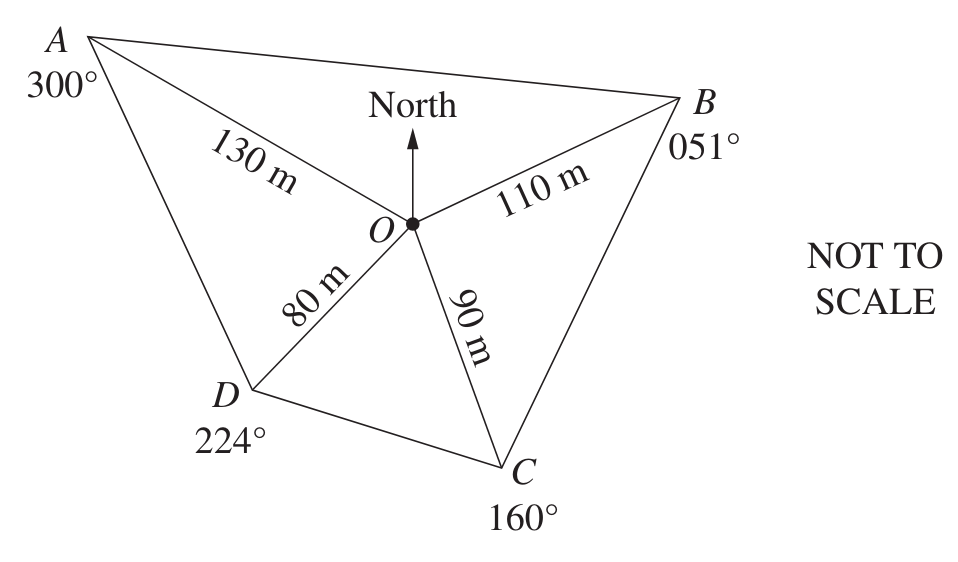 A
300°
North
B
051°
130 m
110 m
O
NOT TO
SCALE
80 m
90 m
D
224°
C
160°